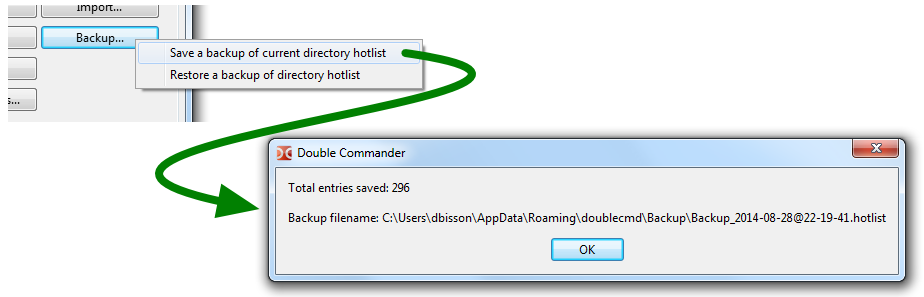 Import...
Backup...
Save a backup of current directory hotlist
Restore a backup of directory hotlist
s...
Double Commander
Total entries saved: 296
Backup filename: C:\Users\dbisson\AppData\Roaming\doublecmd\Backup\Backup_2014-08-28@22-19-41.hotlist
OK